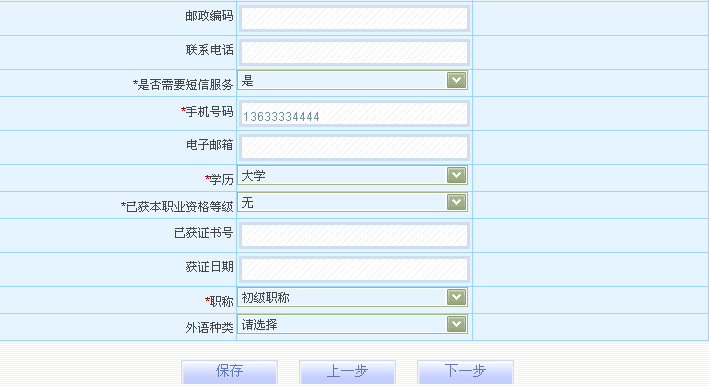 邮政编码
联系电话
*是否需要短信服务 是
*手机号码 13633334444
电子邮箱
*学历 大学
*已获本职业资格等级 无
已获证书号
获证日期
*职称 初级职称
外语种类 请选择
保存 上一步 下一步